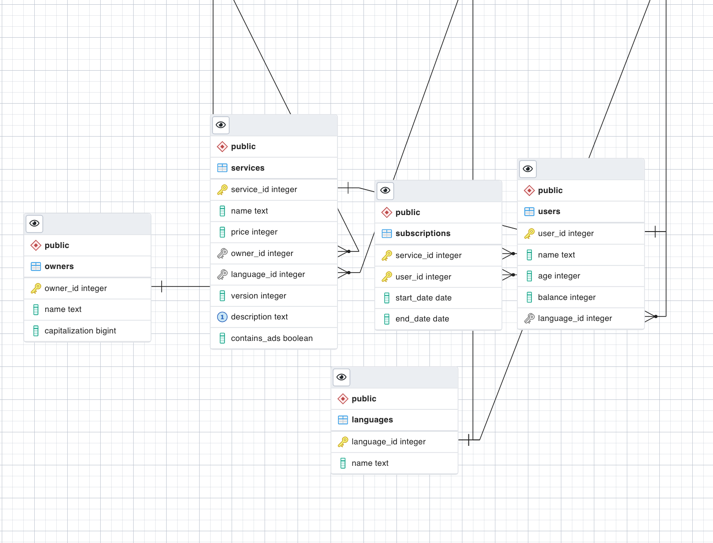 public
services
service_id integer
name text
price integer
owner_id integer
language_id integer
version integer
description text
contains_ads boolean
public
users
user_id integer
name text
age integer
balance integer
language_id integer
public
subscriptions
service_id integer
user_id integer
start_date date
end_date date
public
owners
owner_id integer
name text
capitalization bigint
public
languages
language_id integer
name text